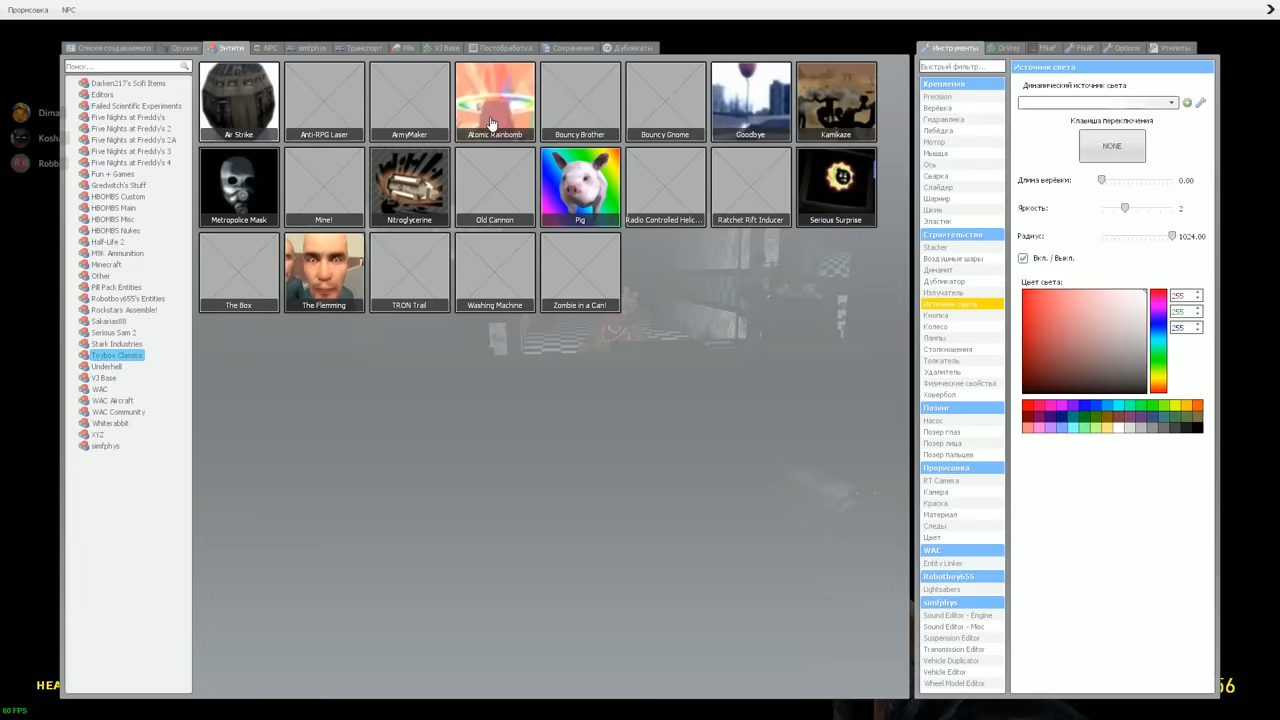 Прорисовка
NPC
Списки создаваемого
Оружие
Энтити
NPC
simfphys
Транспорт
Pills
VJ Base
Постобработка
Сохранения
Дубликаты
Поиск...
Darken217's Scifi Items
Editors
Failed Scientific Experiments
Five Nights at Freddy's
Five Nights at Freddy's 2
Five Nights at Freddy's 2A
Five Nights at Freddy's 3
Five Nights at Freddy's 4
Fun + Games
Gredwitch's Stuff
HBOMBS Custom
HBOMBS Main
HBOMBS Misc
HBOMBS Nukes
Half-Life 2
M9K Ammunition
Minecraft
Other
Pill Pack Entities
Robotboy655's Entities
Rockstars Assemble!
Sakarias88
Serious Sam 2
Stark Industries
Toybox Classics
Underhell
VJ Base
WAC
WAC Aircraft
WAC Community
Whiterabbit
XYZ
simfphys
Air Strike
Anti-RPG Laser
ArmyMaker
Atomic Rainbomb
Bouncy Brother
Bouncy Gnome
Goodbye
Kamikaze
Metropolice Mask
Mine!
Nitroglycerine
Old Cannon
Pig
Radio Controlled Helic...
Ratchet Rift Inducer
Serious Surprise
The Box
The Flemming
TRON Trail
Washing Machine
Zombie in a Can!
Dima
Kosha
Robb
HEA
60 FPS
56
Инструменты
DrVrej
FNaF
FNAF
Options
Утилиты
Быстрый фильтр...
Крепления
Precision
Верёвка
Гидравлика
Лебёдка
Мотор
Мышца
Ось
Сварка
Слайдер
Шарнир
Шкив
Эластик
Строительство
Stacker
Воздушные шары
Динамит
Дубликатор
Излучатель
Источник света
Кнопка
Колесо
Лампы
Столкновения
Толкатель
Удалитель
Физические свойства
Ховербол
Позинг
Насос
Позер глаз
Позер лица
Позер пальцев
Прорисовка
RT Camera
Камера
Краска
Материал
Следы
Цвет
WAC
Entity Linker
Robotboy655
Lightsabers
simfphys
Sound Editor - Engine
Sound Editor - Misc
Suspension Editor
Transmission Editor
Vehicle Duplicator
Vehicle Editor
Wheel Model Editor
Источник света
Динамический источник света
Клавиша переключения
NONE
Длина верёвки: 0.00
Яркость: 2
Радиус: 1024.00
Вкл. / Выкл.
Цвет света:
255
255
255